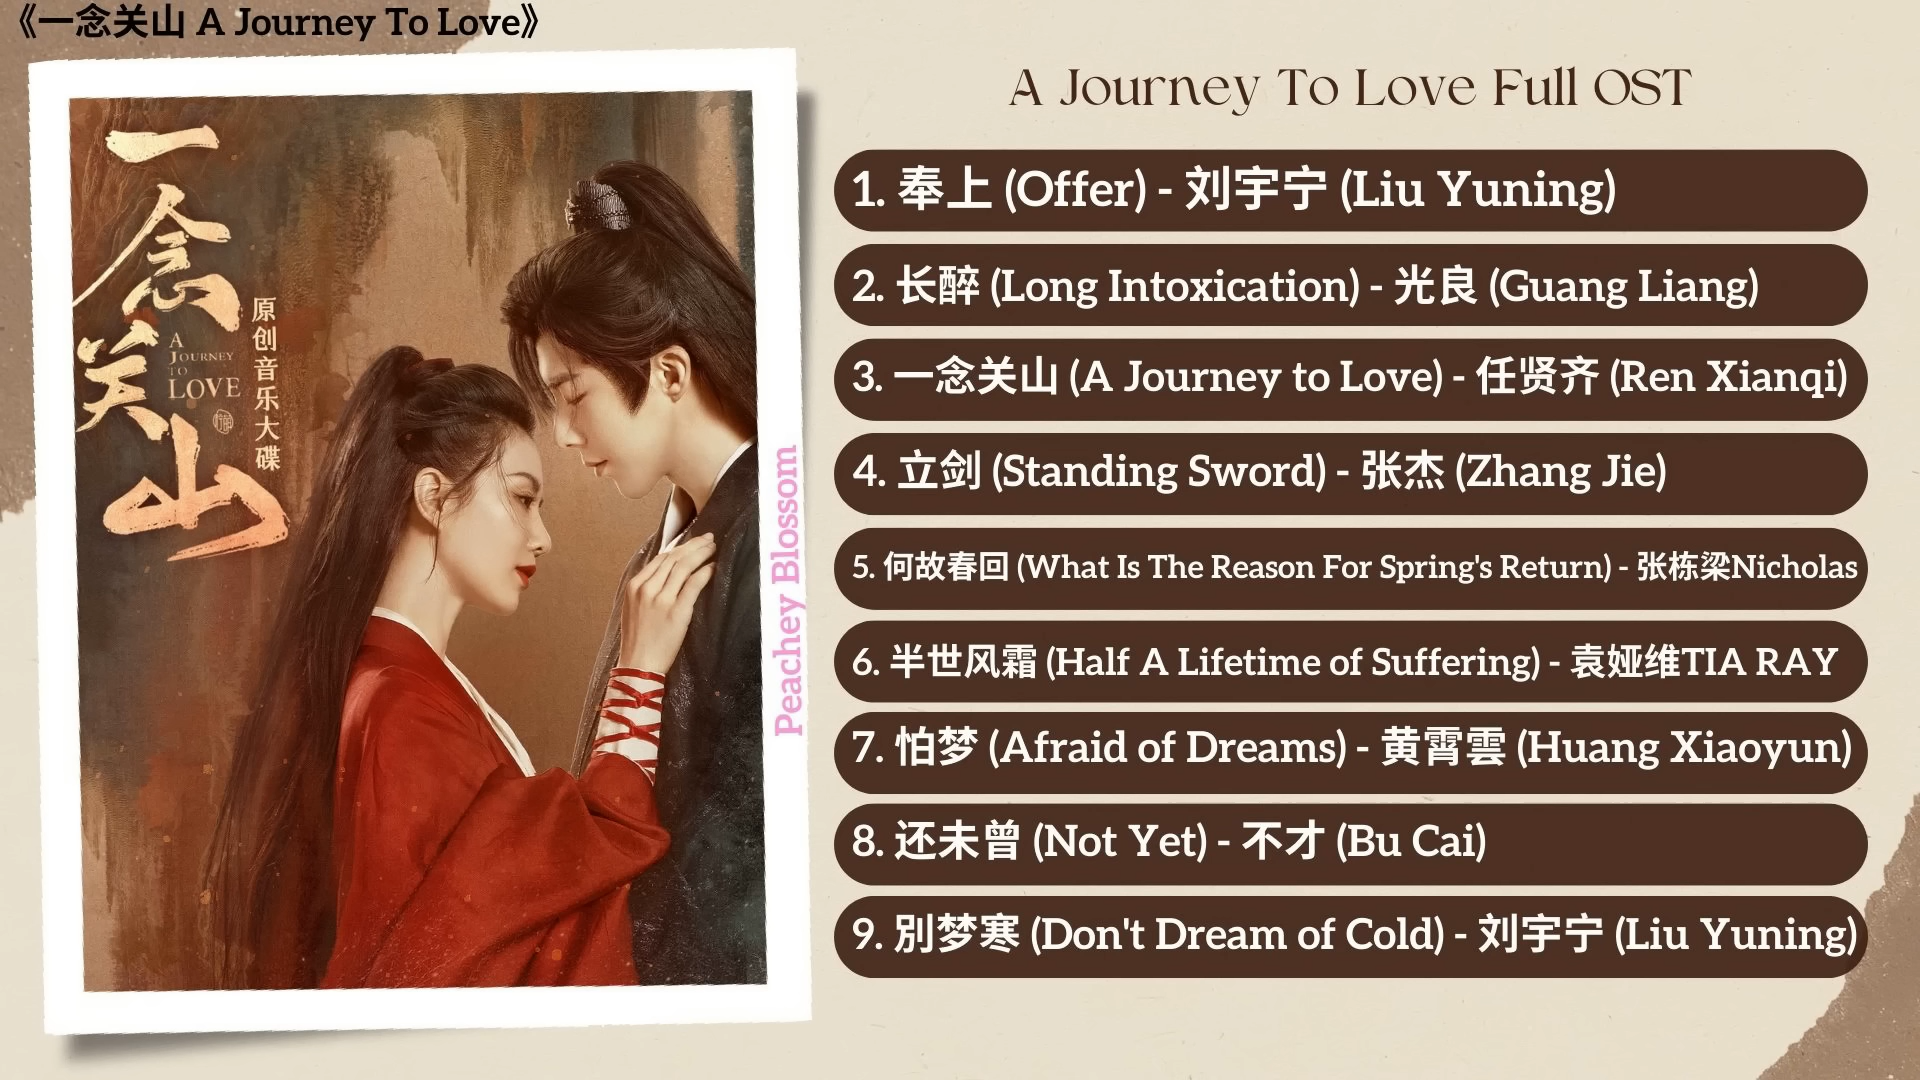 《一念关山 A Journey To Love》
一念关山
A
JOURNEY
TO
LOVE
原创音乐大碟
Peachey Blossom
A Journey To Love Full OST
1. 奉上 (Offer) - 刘宇宁 (Liu Yuning)
2. 长醉 (Long Intoxication) - 光良 (Guang Liang)
3. 一念关山 (A Journey to Love) - 任贤齐 (Ren Xianqi)
4. 立剑 (Standing Sword) - 张杰 (Zhang Jie)
5. 何故春回 (What Is The Reason For Spring's Return) - 张栋梁Nicholas
6. 半世风霜 (Half A Lifetime of Suffering) - 袁娅维TIA RAY
7. 怕梦 (Afraid of Dreams) - 黄霄雲 (Huang Xiaoyun)
8. 还未曾 (Not Yet) - 不才 (Bu Cai)
9. 別梦寒 (Don't Dream of Cold) - 刘宇宁 (Liu Yuning)